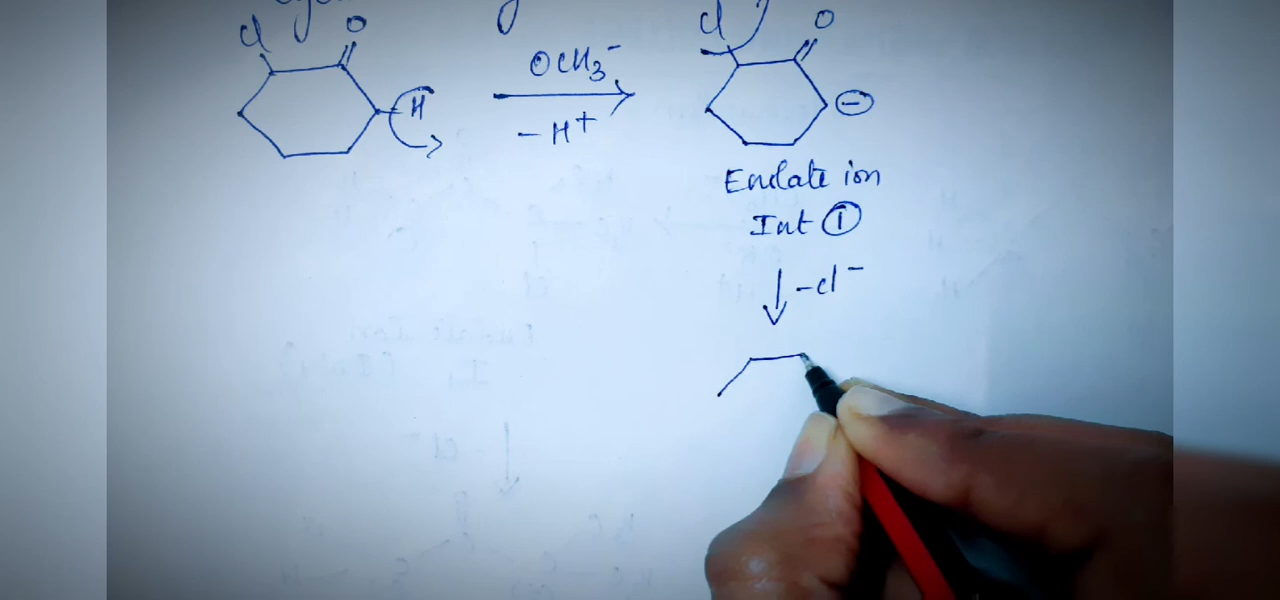 Cl O
H
OCH3⁻
−H⁺
Cl O
⊖
Enolate ion
Int ①
−Cl⁻